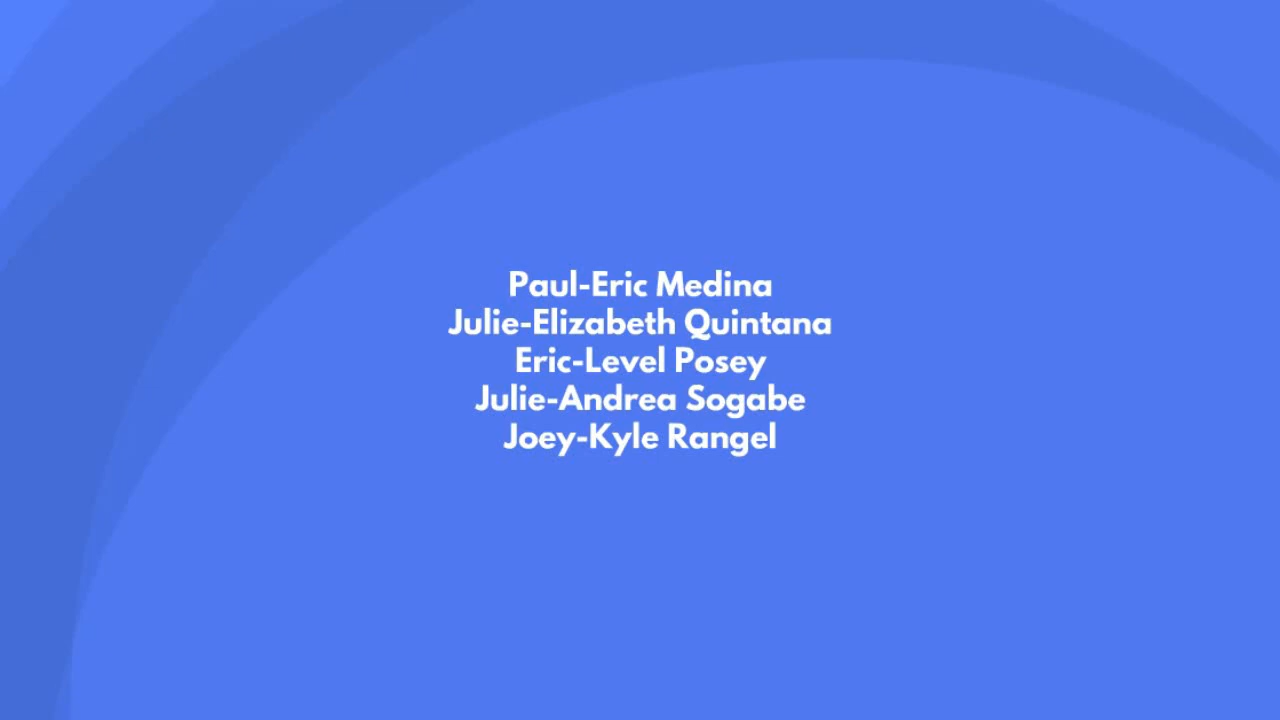 Paul-Eric Medina
Julie-Elizabeth Quintana
Eric-Level Posey
Julie-Andrea Sogabe
Joey-Kyle Rangel